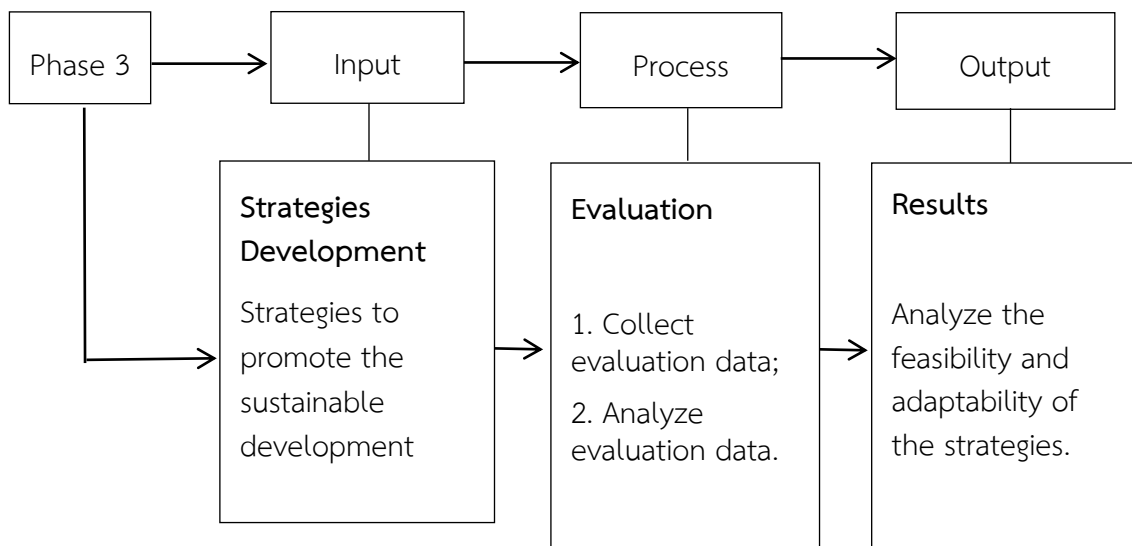 Phase 3
Input
Process
Output
Strategies
Development
Strategies to
promote the
sustainable
development
Evaluation
1. Collect
evaluation data;
2. Analyze
evaluation data.
Results
Analyze the
feasibility and
adaptability of
the strategies.